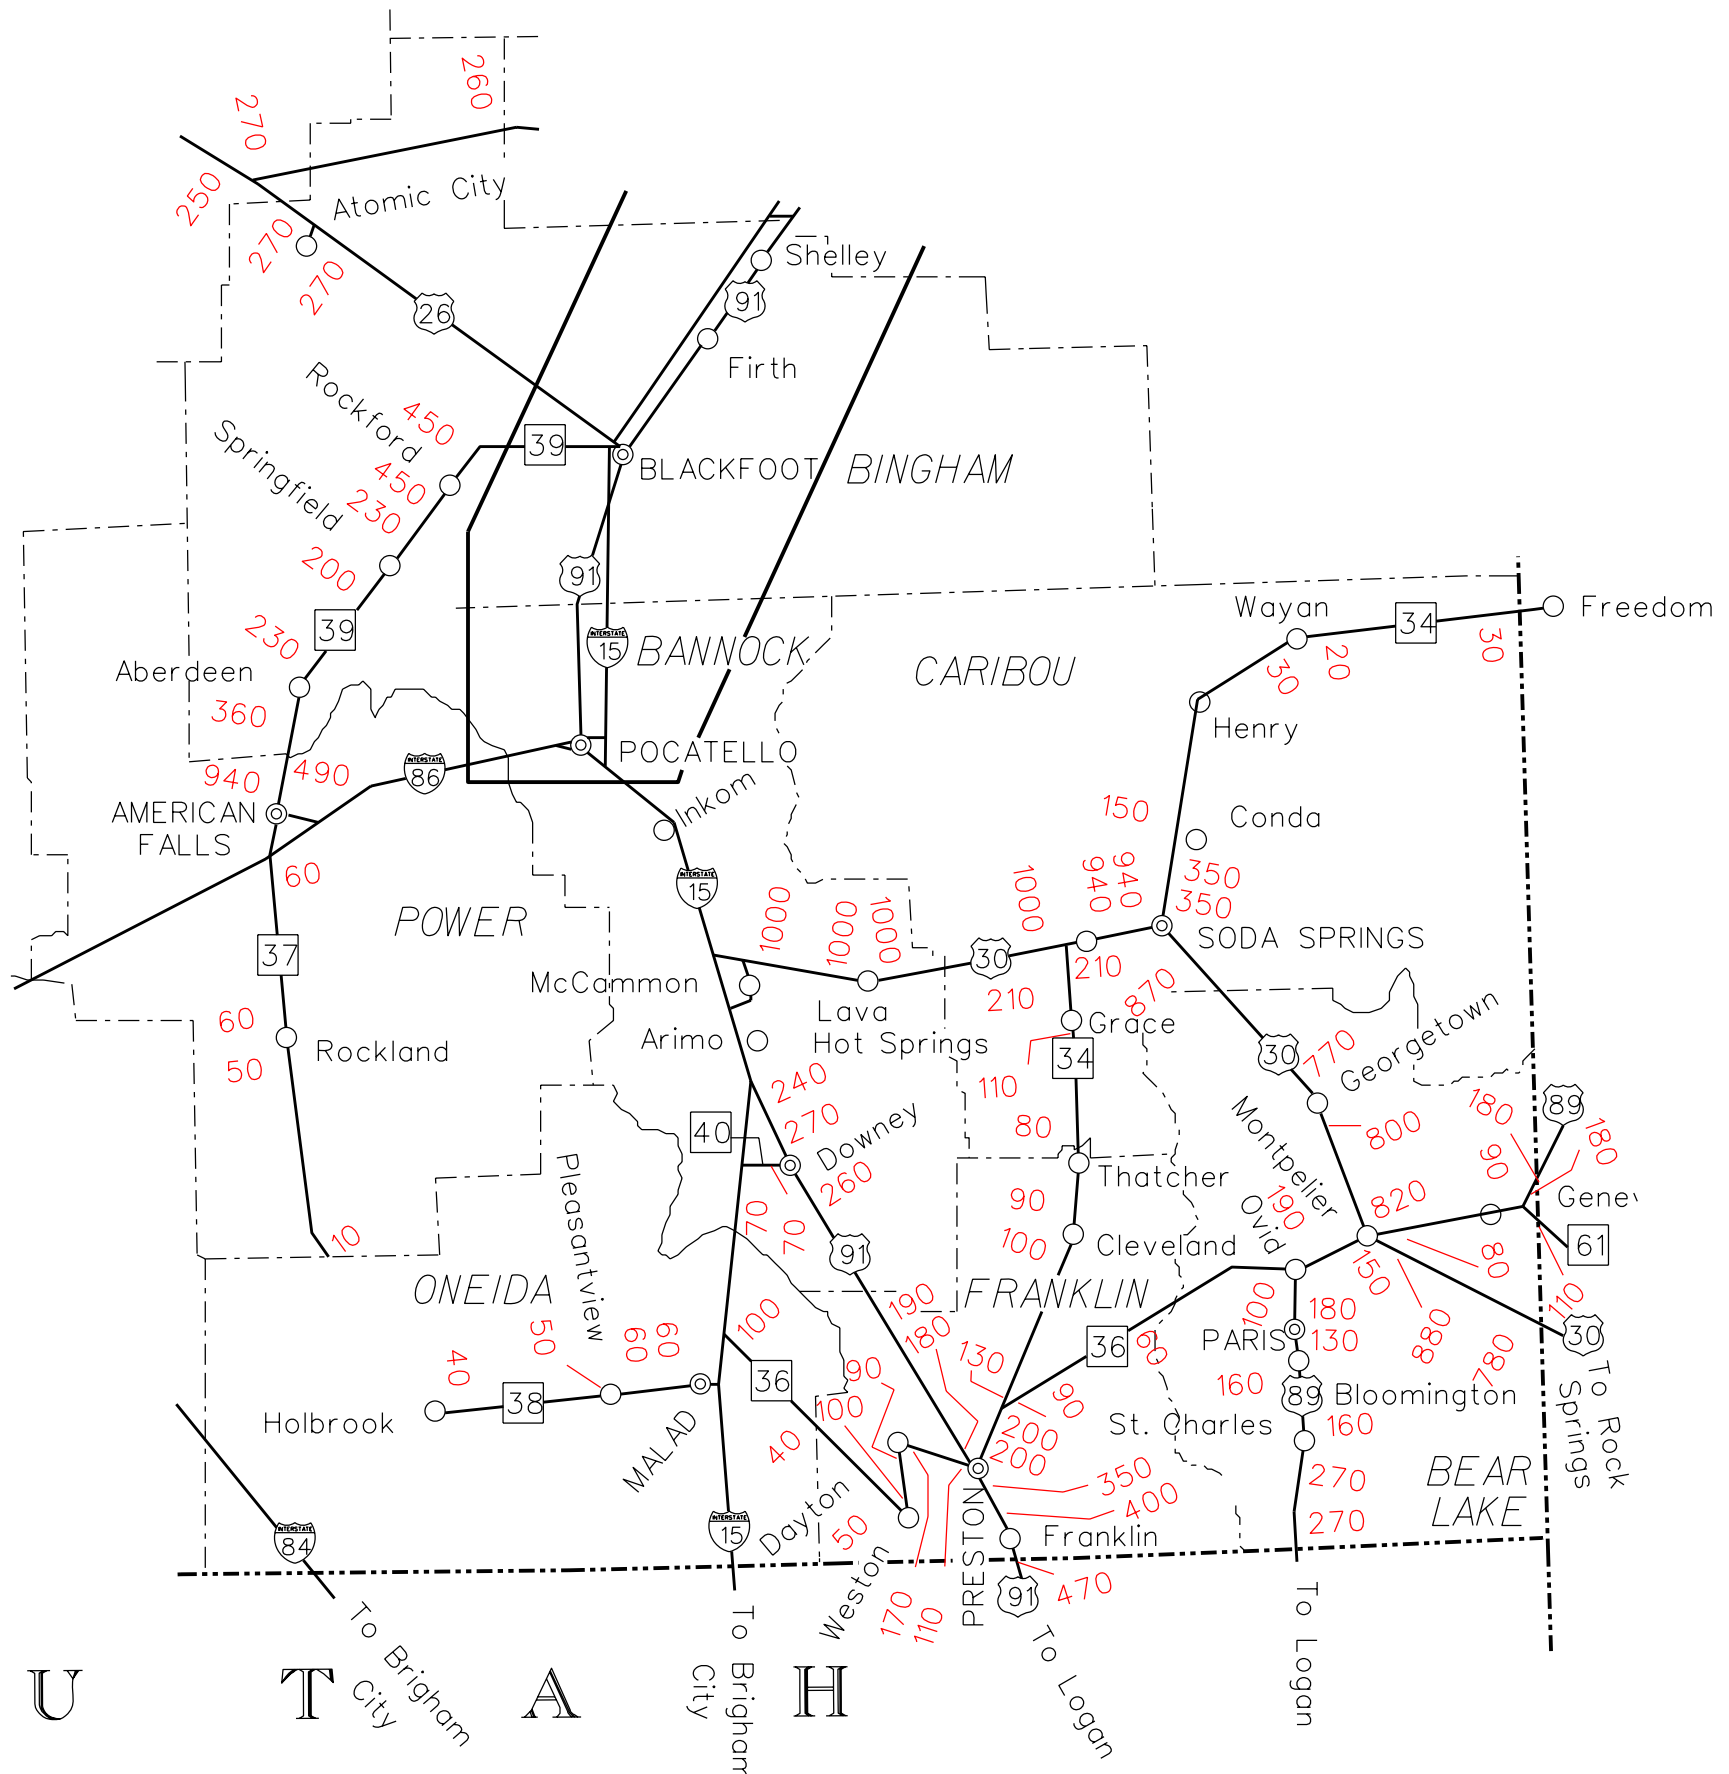 260
270
250
Atomic City
270
270
Shelley
91
26
Firth
Rockford
450
Springfield
39
BLACKFOOT
BINGHAM
450
230
200
91
39
INTERSTATE
15
BANNOCK
CARIBOU
Wayan
34
Freedom
30
20
30
230
Aberdeen
360
Henry
POCATELLO
940
490
INTERSTATE
86
Inkom
AMERICAN
FALLS
150
Conda
60
INTERSTATE
15
350
350
940
940
1000
1000
1000
1000
POWER
37
30
SODA SPRINGS
210
210
870
McCammon
Lava
Hot Springs
Arimo
60
50
Rockland
Grace
34
110
80
30
770
Georgetown
240
270
40
Downey
260
70
70
Montpelier
800
180
89
180
90
Thatcher
90
100
Cleveland
190
Ovid
820
Genev
61
80
150
110
10
Pleasantview
91
ONEIDA
190
FRANKLIN
180
100
50
60
60
40
38
Holbrook
MALAD
36
90
100
40
130
90
200
200
36
60
100
180
PARIS
130
880
780
30
To Rock
Springs
160
89
Bloomington
St. Charles
160
350
400
270
270
BEAR
LAKE
INTERSTATE
84
INTERSTATE
15
Dayton
50
Weston
170
110
PRESTON
Franklin
91
470
To Brigham
City
To Brigham
City
To Logan
To Logan
U T A H